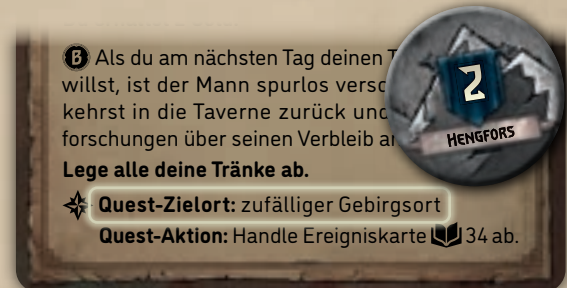 B Als du am nächsten Tag deinen
willst, ist der Mann spurlos
kehrst in die Taverne zurück und
forschungen über seinen Verbleib
Lege alle deine Tränke ab.
Quest-Zielort: zufälliger Gebirgsort
Quest-Aktion: Handle Ereigniskarte 34 ab.
2
HENGFORS